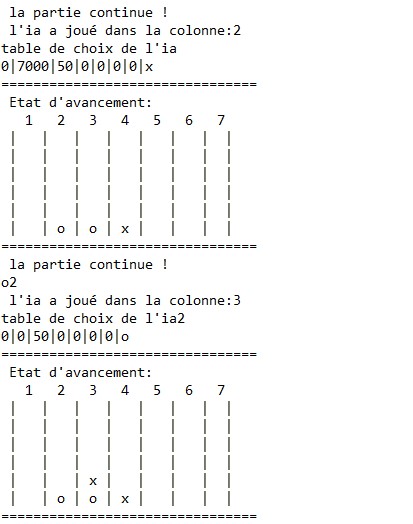 la partie continue !
l'ia a joué dans la colonne:2
table de choix de l'ia
0|7000|50|0|0|0|0|x
================================
Etat d'avancement:
1 2 3 4 5 6 7
| | | | | | | |
| | | | | | | |
| | | | | | | |
| | | | | | | |
| | | | | | | |
| | o | o | x | | | |
================================
la partie continue !
o2
l'ia a joué dans la colonne:3
table de choix de l'ia2
0|0|50|0|0|0|0|o
================================
Etat d'avancement:
1 2 3 4 5 6 7
| | | | | | | |
| | | | | | | |
| | | | | | | |
| | | | | | | |
| | | x | | | | |
| | o | o | x | | | |
================================